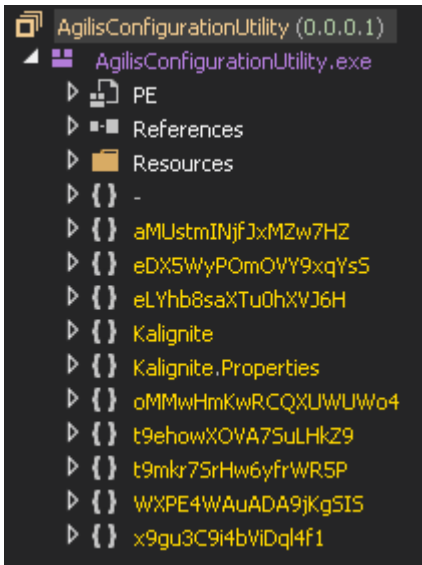 AgilisConfigurationUtility (0.0.0.1)
AgilisConfigurationUtility.exe
PE
References
Resources
{ } -
{ } aMUstmINjfJxMZw7HZ
{ } eDX5WyPOmOVY9xqYsS
{ } eLYhb8saXTu0hXVJ6H
{ } Kalignite
{ } Kalignite.Properties
{ } oMMwHmKwRCQXUWUWo4
{ } t9ehowXOVA7SuLHkZ9
{ } t9mkr7SrHw6yfrWR5P
{ } WXPE4WAuADA9jKgSIS
{ } x9gu3C9i4bViDql4f1